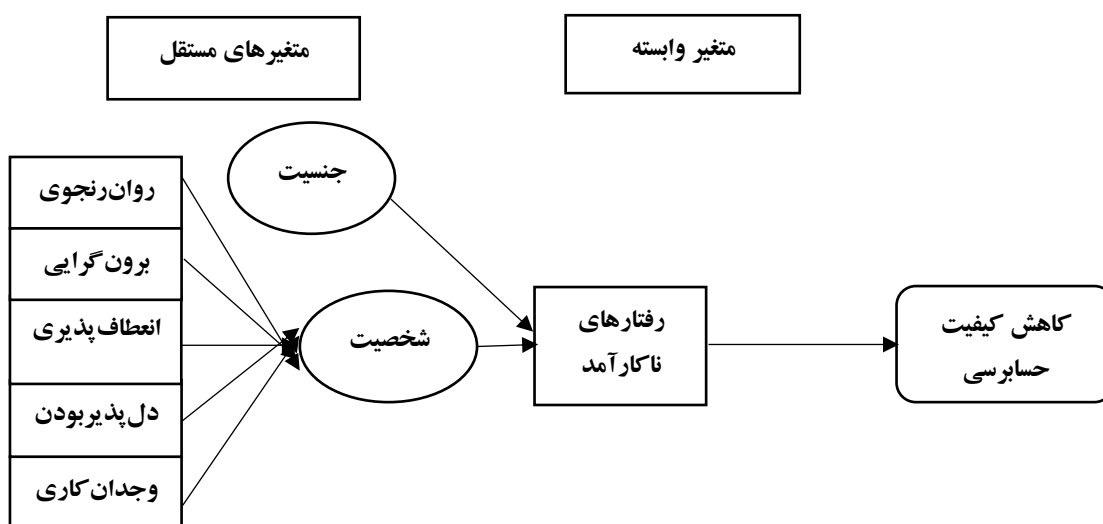 متغیر وابسته
متغیرهای مستقل
جنسیت
روان‌رنجوی
برون‌گرایی
انعطاف‌پذیری
دل‌پذیربودن
وجدان‌کاری
شخصیت
رفتارهای
ناکارآمد
کاهش کیفیت
حسابرسی